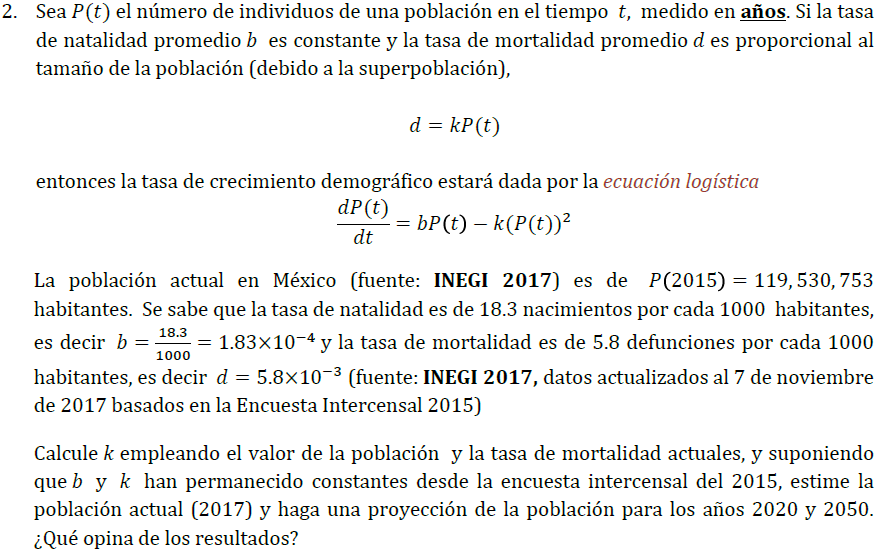 2. Sea P(t) el número de individuos de una población en el tiempo t, medido en años. Si la tasa
de natalidad promedio b es constante y la tasa de mortalidad promedio d es proporcional al
tamaño de la población (debido a la superpoblación),
d = kP(t)
entonces la tasa de crecimiento demográfico estará dada por la ecuación logística
dP(t)/dt = bP(t) − k(P(t))²
La población actual en México (fuente: INEGI 2017) es de P(2015) = 119,530,753
habitantes. Se sabe que la tasa de natalidad es de 18.3 nacimientos por cada 1000 habitantes,
es decir b = 18.3/1000 = 1.83×10⁻⁴ y la tasa de mortalidad es de 5.8 defunciones por cada 1000
habitantes, es decir d = 5.8×10⁻³ (fuente: INEGI 2017, datos actualizados al 7 de noviembre
de 2017 basados en la Encuesta Intercensal 2015)
Calcule k empleando el valor de la población y la tasa de mortalidad actuales, y suponiendo
que b y k han permanecido constantes desde la encuesta intercensal del 2015, estime la
población actual (2017) y haga una proyección de la población para los años 2020 y 2050.
¿Qué opina de los resultados?